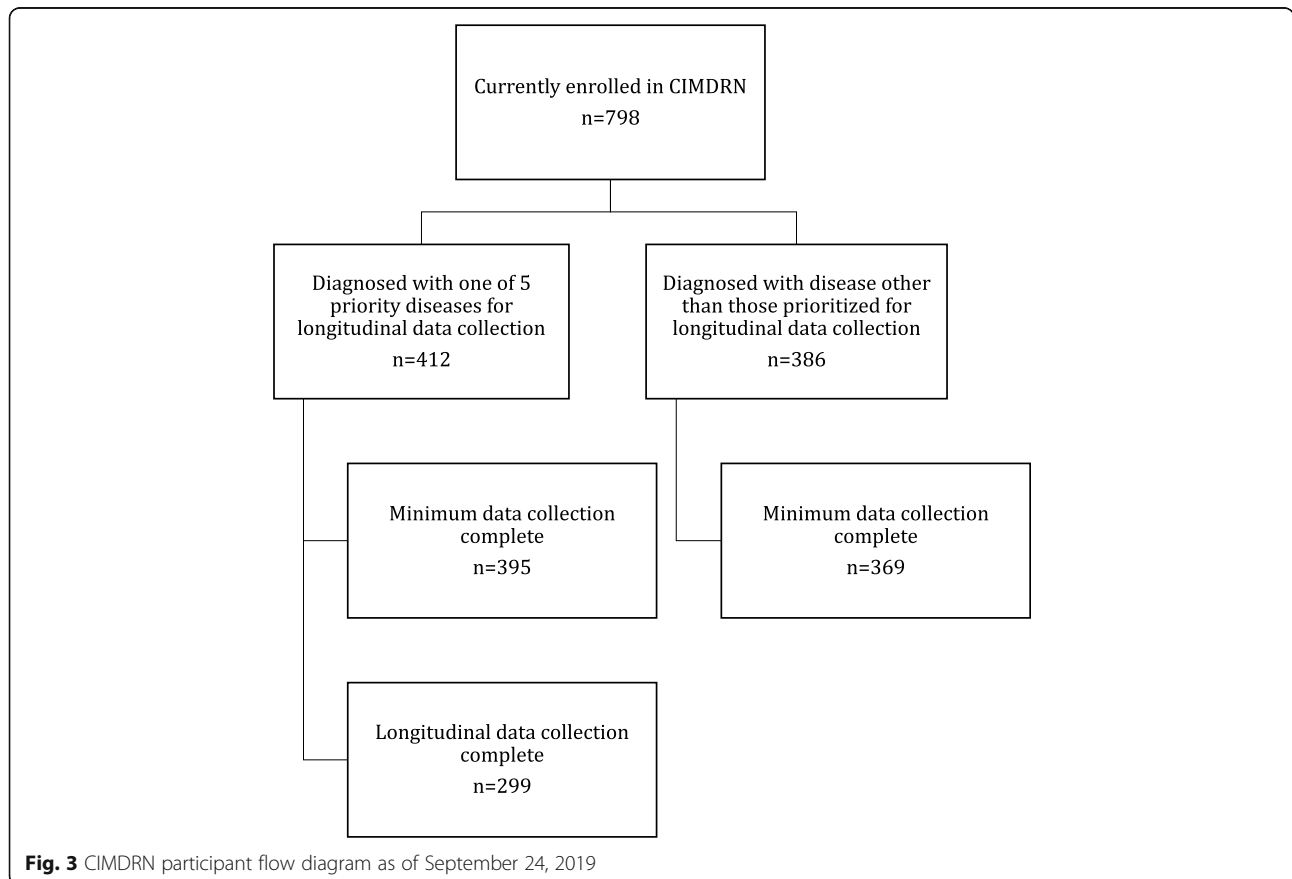 Currently enrolled in CIMDRN
n=798
Diagnosed with one of 5
priority diseases for
longitudinal data collection
n=412
Diagnosed with disease other
than those prioritized for
longitudinal data collection
n=386
Minimum data collection
complete
n=395
Minimum data collection
complete
n=369
Longitudinal data collection
complete
n=299
Fig. 3 CIMDRN participant flow diagram as of September 24, 2019